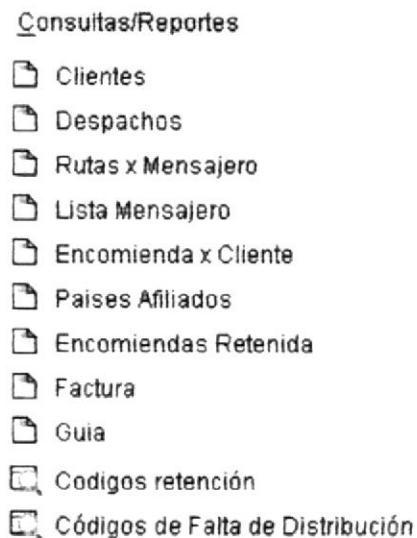 Consultas/Reportes
Clientes
Despachos
Rutas x Mensajero
Lista Mensajero
Encomienda x Cliente
Paises Afiliados
Encomiendas Retenida
Factura
Guia
Codigos retención
Códigos de Falta de Distribución